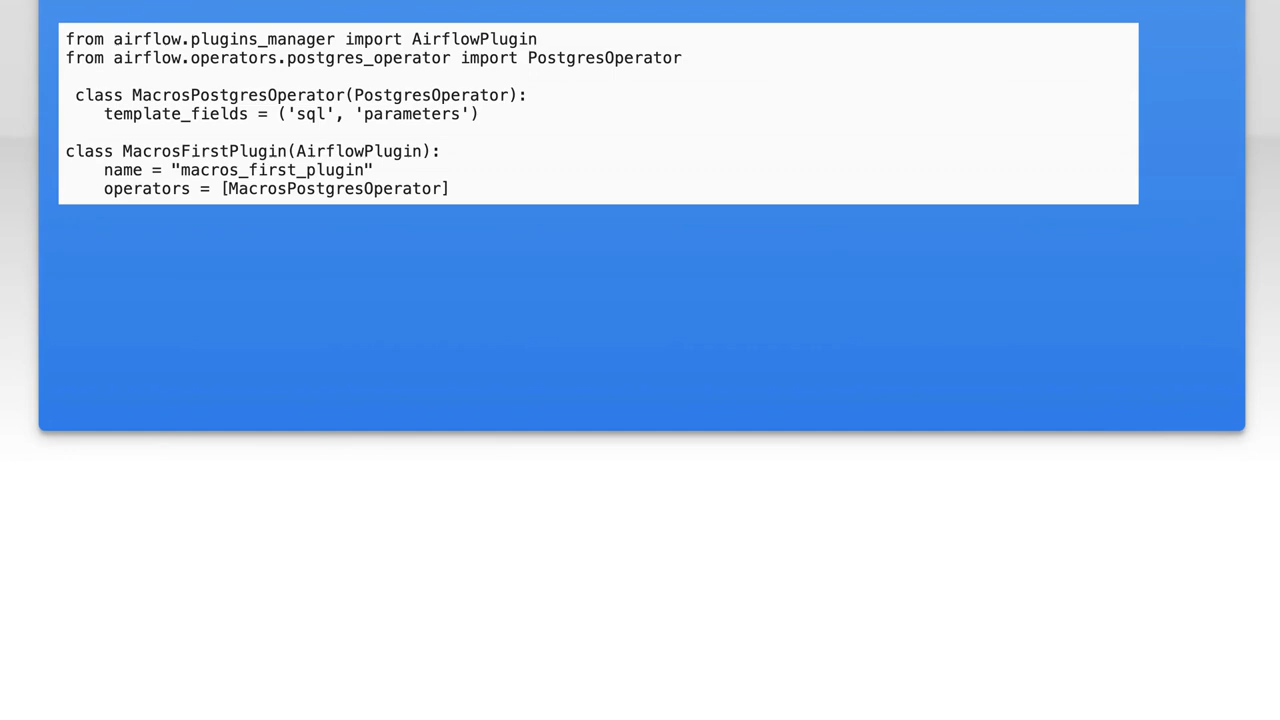 from airflow.plugins_manager import AirflowPlugin
from airflow.operators.postgres_operator import PostgresOperator
 class MacrosPostgresOperator(PostgresOperator):
    template_fields = ('sql', 'parameters')
class MacrosFirstPlugin(AirflowPlugin):
    name = "macros_first_plugin"
    operators = [MacrosPostgresOperator]